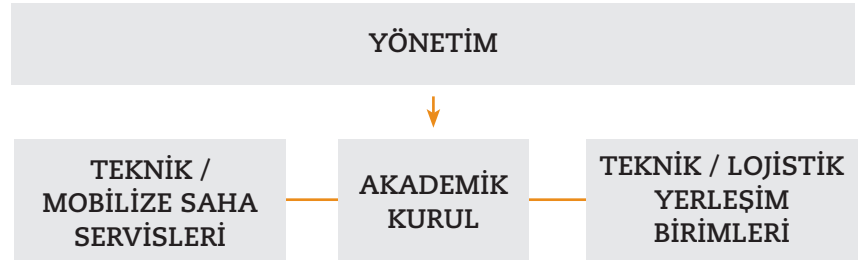 YÖNETİM
TEKNİK /
MOBİLİZE SAHA
SERVİSLERİ
AKADEMİK
KURUL
TEKNİK / LOJİSTİK
YERLEŞİM
BİRİMLERİ